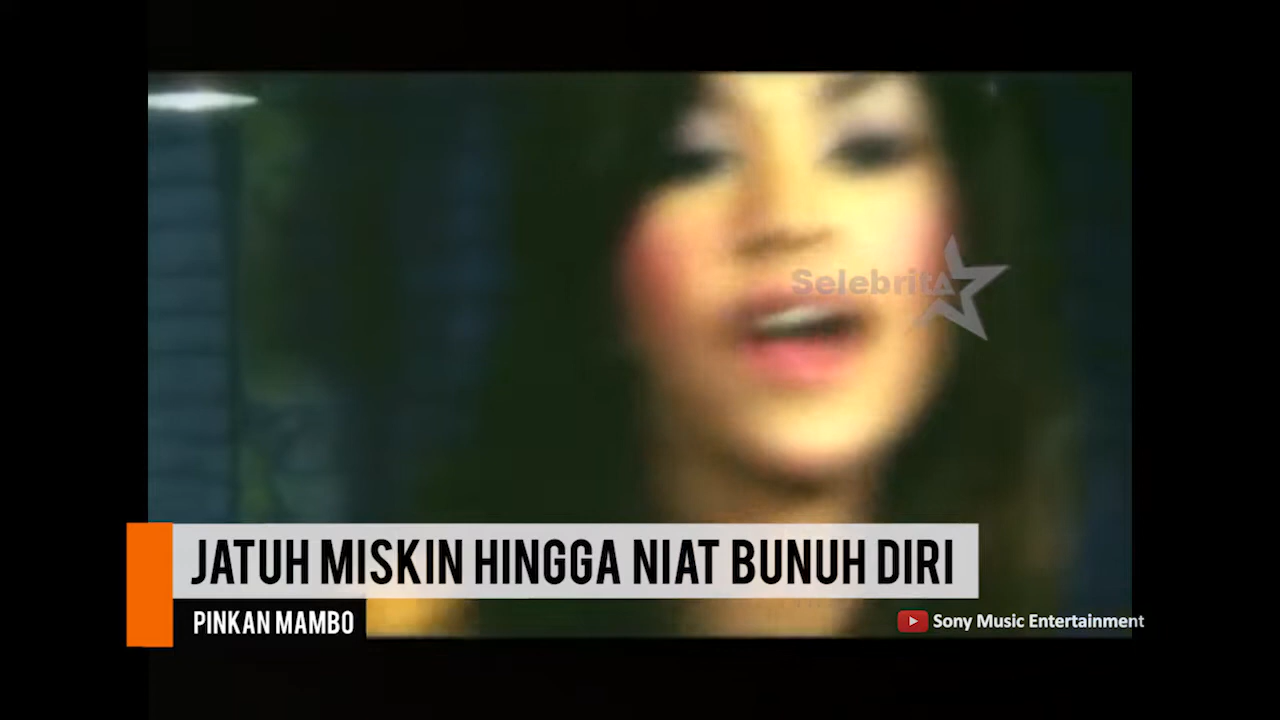 Selebrita
JATUH MISKIN HINGGA NIAT BUNUH DIRI
PINKAN MAMBO
Sony Music Entertainment